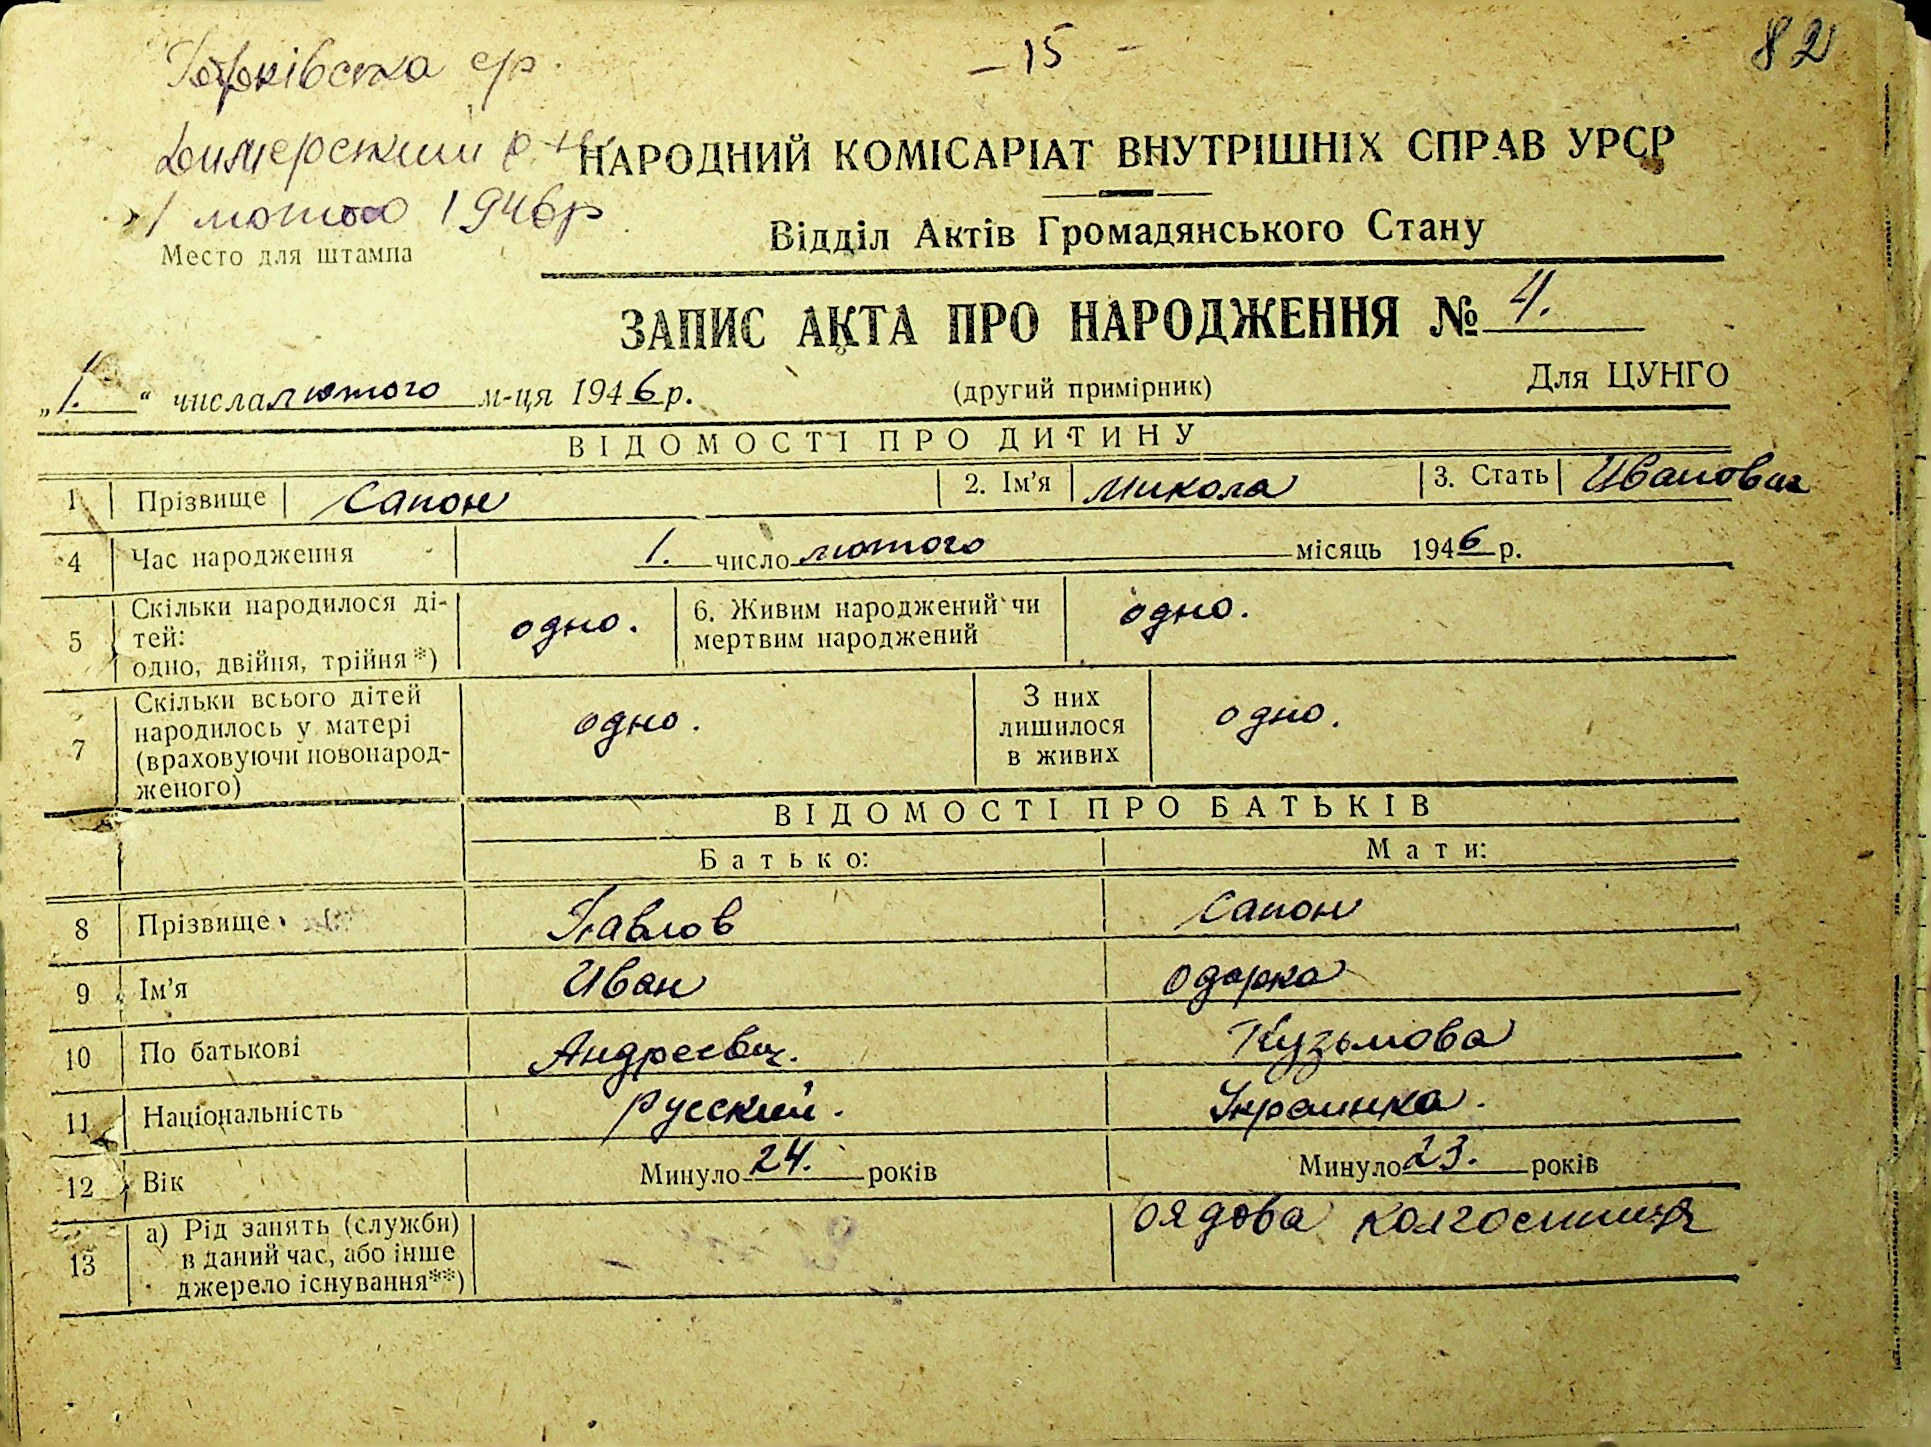 с/р.
– 15 –
82
Димерський р-н
НАРОДНИЙ КОМІСАРІАТ ВНУТРІШНІХ СПРАВ УРСР
1 лютого 1946р
Место для штампа
Відділ Актів Громадянського Стану
ЗАПИС АКТА ПРО НАРОДЖЕННЯ № 4.
„1.“ числа лютого м-ця 1946 р.
(другий примірник)
Для ЦУНГО
ВІДОМОСТІ ПРО ДИТИНУ
1 Прізвище Сапон 2. Ім'я Микола 3. Стать Иванович
4 Час народження 1. число лютого місяць 1946 р.
5 Скільки народилося ді-
тей:
одно, двійня, трійня*)
одно.
6. Живим народжений чи
мертвим народжений
одно.
7 Скільки всього дітей
народилось у матері
(враховуючи новонарод-
женого)
одно.
З них
лишилося
в живих
одно.
ВІДОМОСТІ ПРО БАТЬКІВ
Батько: Мати:
8 Прізвище Павлов Сапон
9 Ім'я Иван Одарка
10 По батькові Андреевич. Кузьмова
11 Національність Русский. Украинка.
12 Вік Минуло 24. років Минуло 23. років
13 а) Рід занять (служби)
в даний час, або інше
джерело існування**)
–
рядова колгоспниця